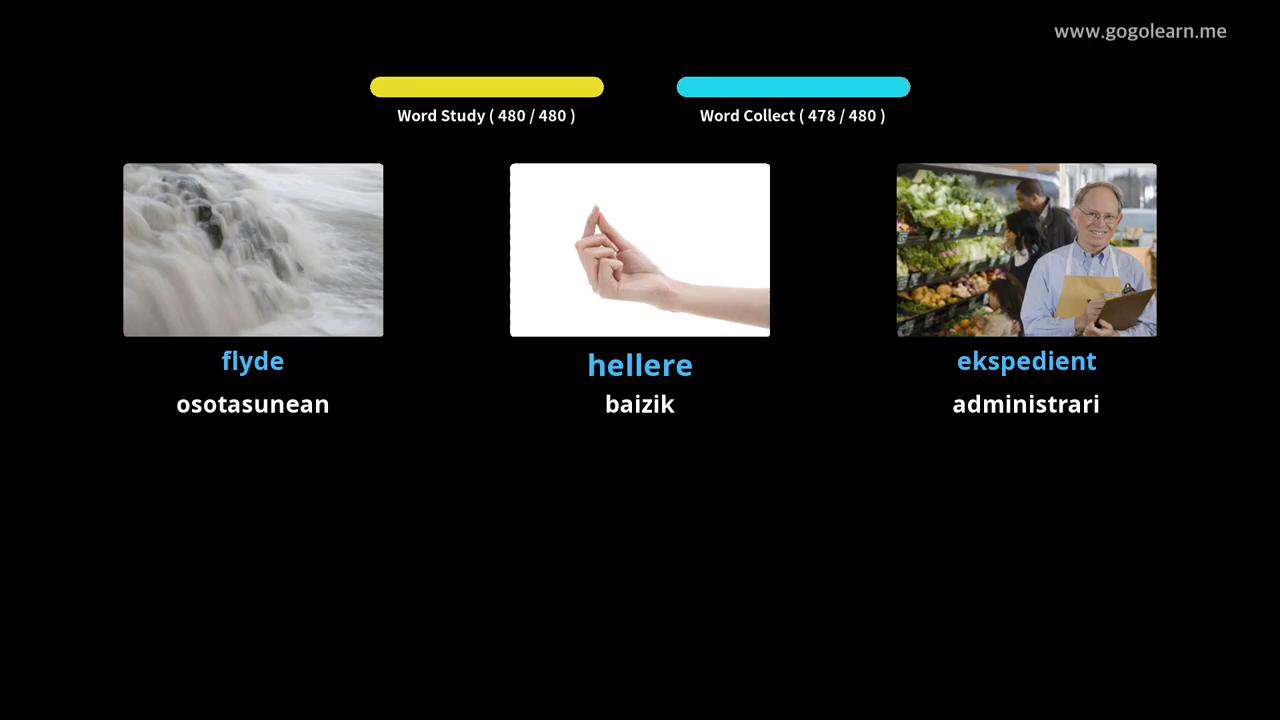 www.gogolearn.me
Word Study ( 480 / 480 )
Word Collect ( 478 / 480 )
flyde
hellere
ekspedient
osotasunean
baizik
administrari